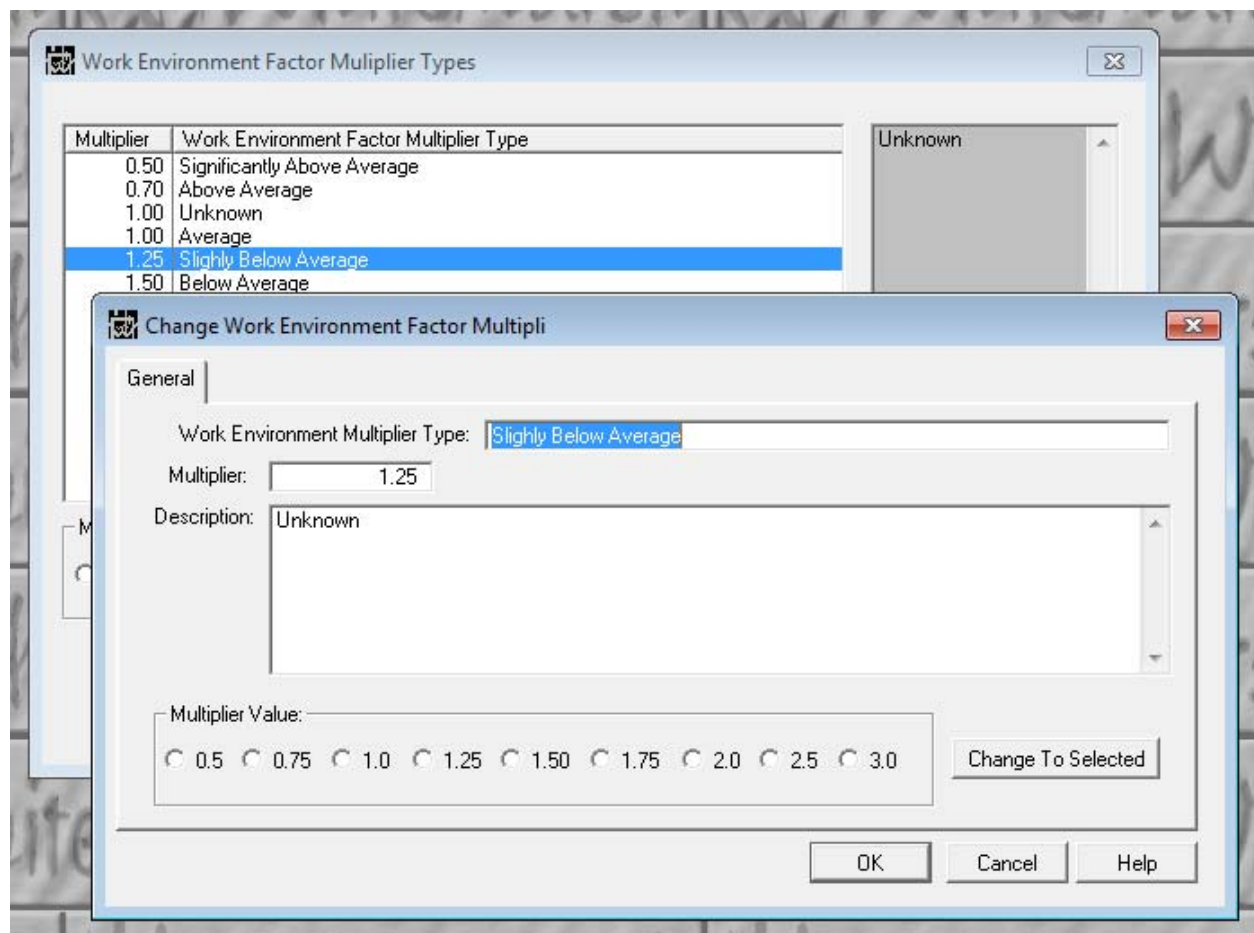 Work Environment Factor Muliplier Types
Multiplier Work Environment Factor Multiplier Type
0.50 Significantly Above Average
0.70 Above Average
1.00 Unknown
1.00 Average
1.25 Slighly Below Average
1.50 Below Average
Unknown
Change Work Environment Factor Multipli
General
Work Environment Multiplier Type: Slighly Below Average
Multiplier: 1.25
Description: Unknown
M
Multiplier Value:
0.5 0.75 1.0 1.25 1.50 1.75 2.0 2.5 3.0
Change To Selected
OK Cancel Help